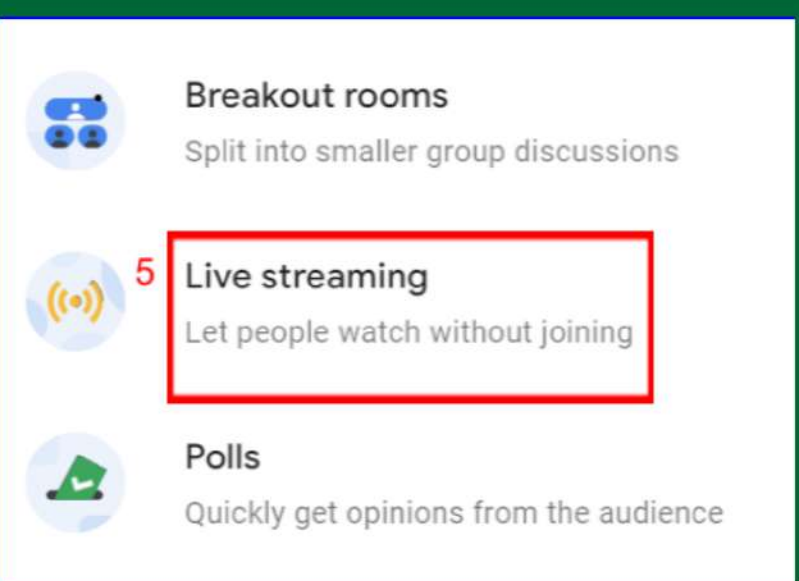 Breakout rooms
Split into smaller group discussions
5 Live streaming
Let people watch without joining
Polls
Quickly get opinions from the audience